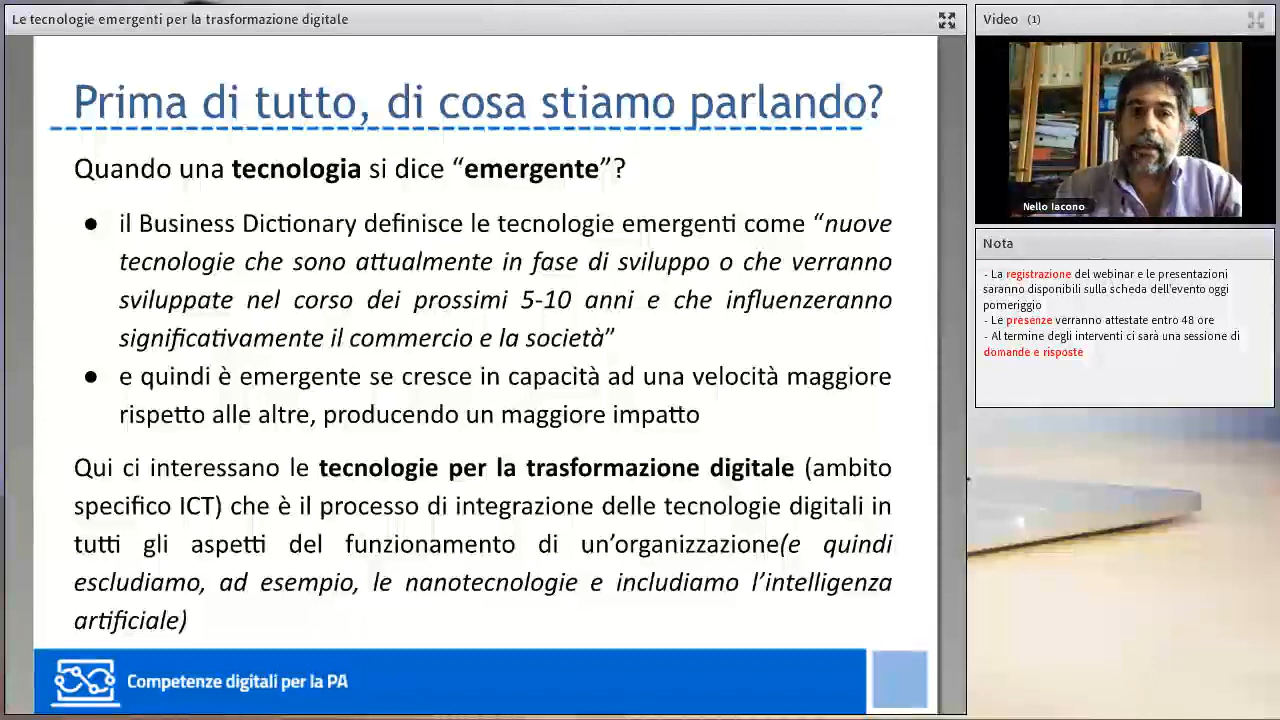 Le tecnologie emergenti per la trasformazione digitale
Prima di tutto, di cosa stiamo parlando?
Quando una tecnologia si dice “emergente”?
● il Business Dictionary definisce le tecnologie emergenti come “nuove
tecnologie che sono attualmente in fase di sviluppo o che verranno
sviluppate nel corso dei prossimi 5-10 anni e che influenzeranno
significativamente il commercio e la società”
● e quindi è emergente se cresce in capacità ad una velocità maggiore
rispetto alle altre, producendo un maggiore impatto
Qui ci interessano le tecnologie per la trasformazione digitale (ambito
specifico ICT) che è il processo di integrazione delle tecnologie digitali in
tutti gli aspetti del funzionamento di un’organizzazione(e quindi
escludiamo, ad esempio, le nanotecnologie e includiamo l’intelligenza
artificiale)
Competenze digitali per la PA
Video (1)
Nello Iacono
Nota
- La registrazione del webinar e le presentazioni
saranno disponibili sulla scheda dell'evento oggi
pomeriggio
- Le presenze verranno attestate entro 48 ore
- Al termine degli interventi ci sarà una sessione di
domande e risposte